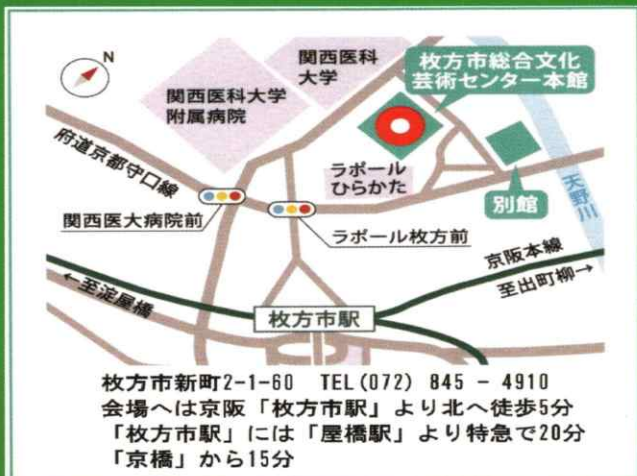 N
関西医科
大学
関西医科大学
附属病院
枚方市総合文化
芸術センター本館
府道京都守口線
ラポール
ひらかた
別館
天野川
関西医大病院前
ラポール枚方前
京阪本線
←至淀屋橋
至出町柳→
枚方市駅
枚方市新町2-1-60 TEL(072) 845 - 4910
会場へは京阪「枚方市駅」より北へ徒歩5分
「枚方市駅」には「屋橋駅」より特急で20分
「京橋」から15分